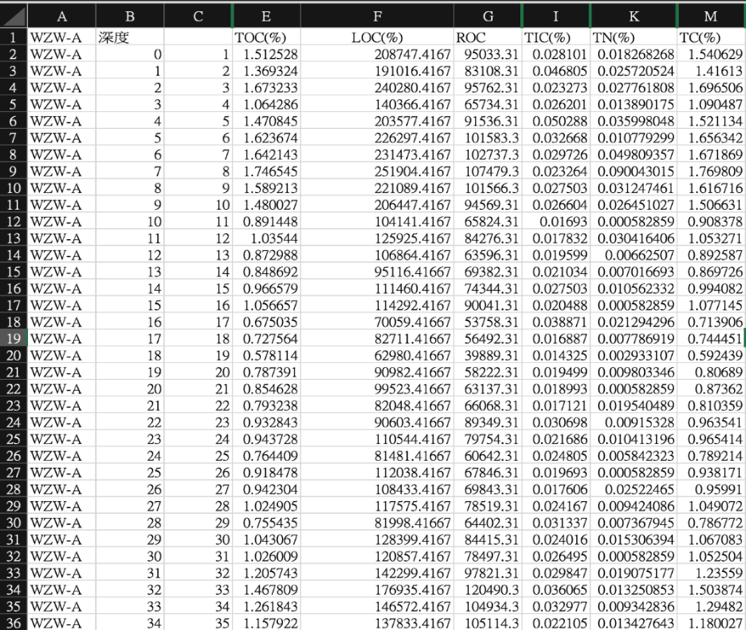 A B C E F G I K M
1 WZW-A 深度 TOC(%) LOC(%) ROC TIC(%) TN(%) TC(%)
2 WZW-A 0 1 1.512528 208747.4167 95033.31 0.028101 0.018268268 1.540629
3 WZW-A 1 2 1.369324 191016.4167 83108.31 0.046805 0.025720524 1.41613
4 WZW-A 2 3 1.673233 240280.4167 95762.31 0.023273 0.027761808 1.696506
5 WZW-A 3 4 1.064286 140366.4167 65734.31 0.026201 0.013890175 1.090487
6 WZW-A 4 5 1.470845 203577.4167 91536.31 0.050288 0.035998048 1.521134
7 WZW-A 5 6 1.623674 226297.4167 101583.3 0.032668 0.010779299 1.656342
8 WZW-A 6 7 1.642143 231473.4167 102737.3 0.029726 0.049809357 1.671869
9 WZW-A 7 8 1.746545 251904.4167 107479.3 0.023264 0.090043015 1.769809
10 WZW-A 8 9 1.589213 221089.4167 101566.3 0.027503 0.031247461 1.616716
11 WZW-A 9 10 1.480027 206447.4167 94569.31 0.026604 0.026451027 1.506631
12 WZW-A 10 11 0.891448 104141.4167 65824.31 0.01693 0.000582859 0.908378
13 WZW-A 11 12 1.03544 125925.4167 84276.31 0.017832 0.030416406 1.053271
14 WZW-A 12 13 0.872988 106864.4167 63596.31 0.019599 0.00662507 0.892587
15 WZW-A 13 14 0.848692 95116.41667 69382.31 0.021034 0.007016693 0.869726
16 WZW-A 14 15 0.966579 111460.4167 74344.31 0.027503 0.010562332 0.994082
17 WZW-A 15 16 1.056657 114292.4167 90041.31 0.020488 0.000582859 1.077145
18 WZW-A 16 17 0.675035 70059.41667 53758.31 0.038871 0.021294296 0.713906
19 WZW-A 17 18 0.727564 82711.41667 56492.31 0.016887 0.007786919 0.744451
20 WZW-A 18 19 0.578114 62980.41667 39889.31 0.014325 0.002933107 0.592439
21 WZW-A 19 20 0.787391 90982.41667 58222.31 0.019499 0.009803346 0.80689
22 WZW-A 20 21 0.854628 99523.41667 63137.31 0.018993 0.000582859 0.87362
23 WZW-A 21 22 0.793238 82048.41667 66068.31 0.017121 0.019540489 0.810359
24 WZW-A 22 23 0.932843 90603.41667 89349.31 0.030698 0.00915328 0.963541
25 WZW-A 23 24 0.943728 110544.4167 79754.31 0.021686 0.010413196 0.965414
26 WZW-A 24 25 0.764409 81481.41667 60642.31 0.024805 0.005842323 0.789214
27 WZW-A 25 26 0.918478 112038.4167 67846.31 0.019693 0.000582859 0.938171
28 WZW-A 26 27 0.942304 108433.4167 69843.31 0.017606 0.02522465 0.95991
29 WZW-A 27 28 1.024905 117575.4167 78519.31 0.024167 0.009424086 1.049072
30 WZW-A 28 29 0.755435 81998.41667 64402.31 0.031337 0.007367945 0.786772
31 WZW-A 29 30 1.043067 128399.4167 84415.31 0.024016 0.015306394 1.067083
32 WZW-A 30 31 1.026009 120857.4167 78497.31 0.026495 0.000582859 1.052504
33 WZW-A 31 32 1.205743 142299.4167 97821.31 0.029847 0.019075177 1.23559
34 WZW-A 32 33 1.467809 176935.4167 120490.3 0.036065 0.013250853 1.503874
35 WZW-A 33 34 1.261843 146572.4167 104934.3 0.032977 0.009342836 1.29482
36 WZW-A 34 35 1.157922 137833.4167 105114.3 0.022105 0.013427643 1.180027